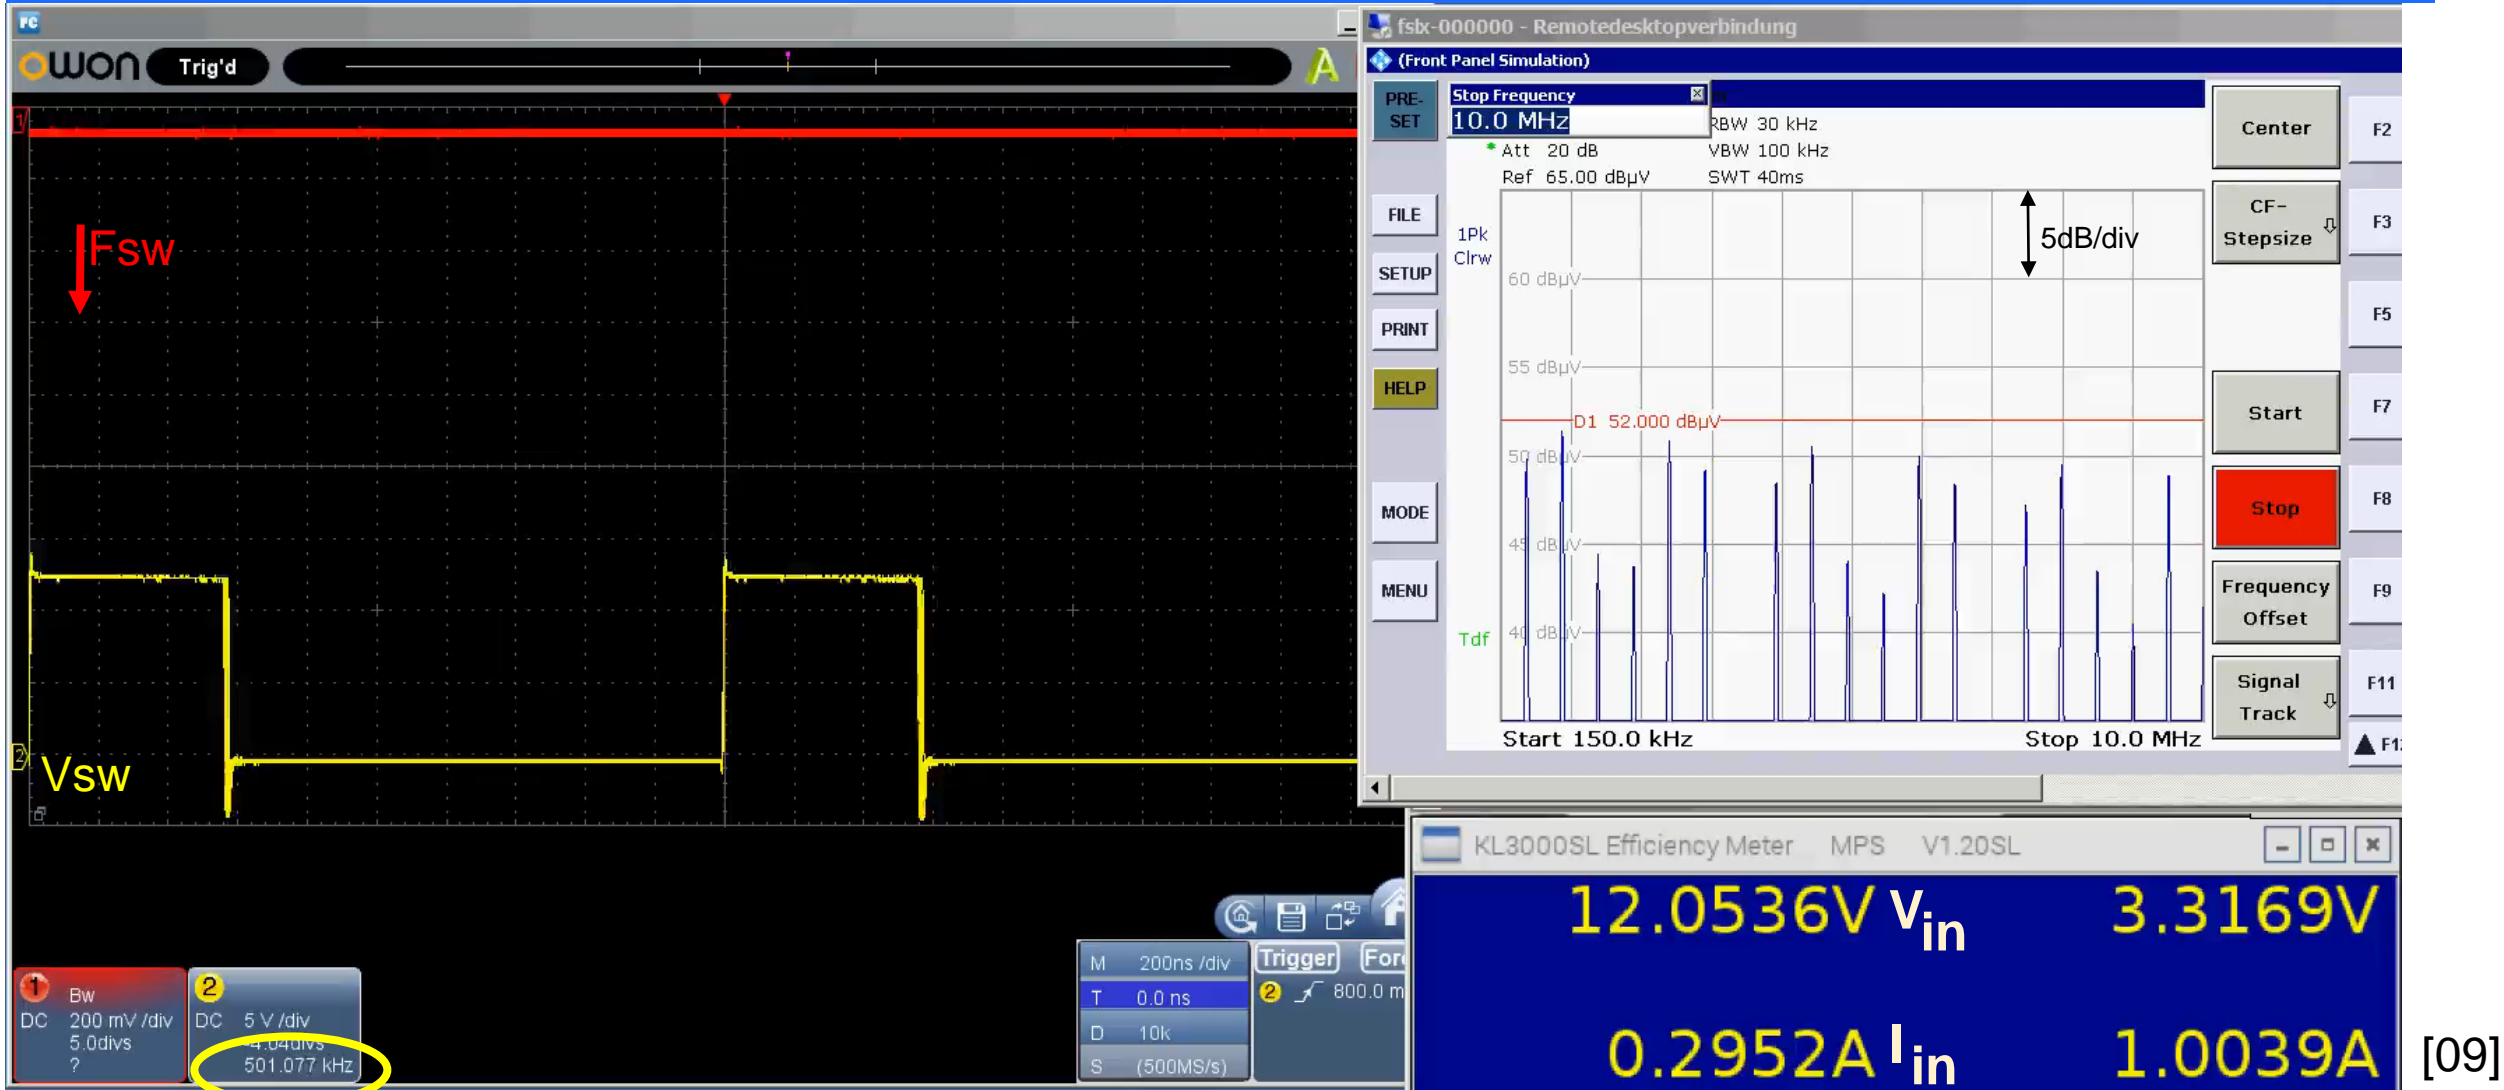 PC
owon Trig'd
A
1
Fsw
2
Vsw
1
Bw
DC 200 mV /div
5.0divs
?
2
DC 5 V /div
-4.04divs
501.077 kHz
M 200ns /div
T 0.0 ns
D 10k
S (500MS/s)
Trigger
2 800.0 m
fslx-000000 - Remotedesktopverbindung
(Front Panel Simulation)
PRE-
SET
FILE
SETUP
PRINT
HELP
MODE
MENU
Stop Frequency
10.0 MHz
RBW 30 kHz
* Att 20 dB VBW 100 kHz
Ref 65.00 dBµV SWT 40ms
1Pk
Clrw
5dB/div
60 dBµV
55 dBµV
D1 52.000 dBµV
50 dBµV
45 dBµV
40 dBµV
Tdf
Start 150.0 kHz Stop 10.0 MHz
Center
CF-
Stepsize
Start
Stop
Frequency
Offset
Signal
Track
F2
F3
F5
F7
F8
F9
F11
KL3000SL Efficiency Meter MPS V1.20SL
12.0536V Vin 3.3169V
0.2952A Iin 1.0039A
[09]